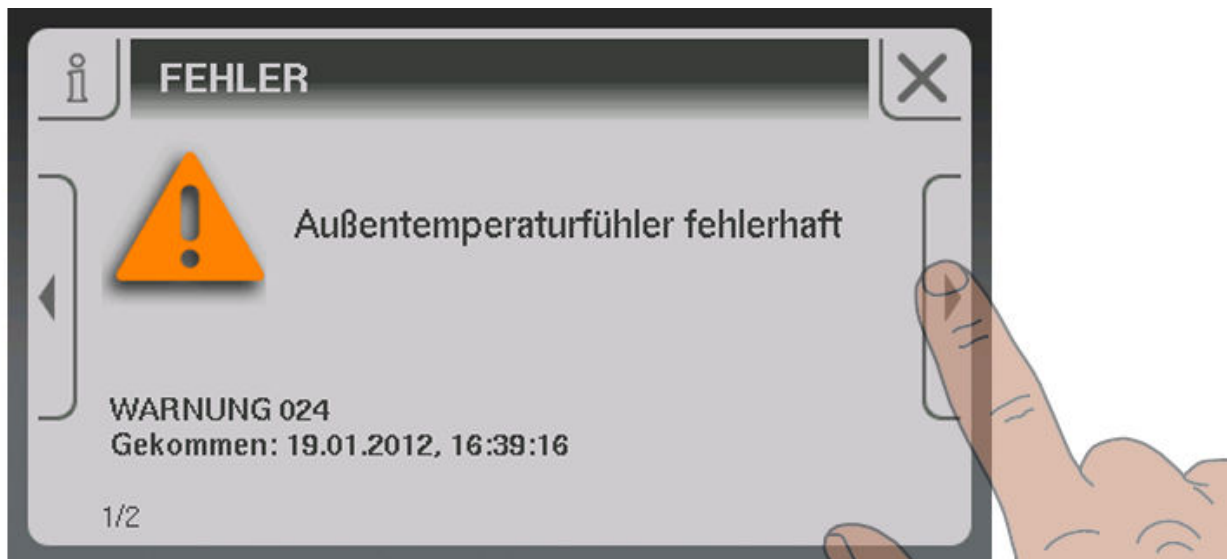 FEHLER
Außentemperaturfühler fehlerhaft
WARNUNG 024
Gekommen: 19.01.2012, 16:39:16
1/2